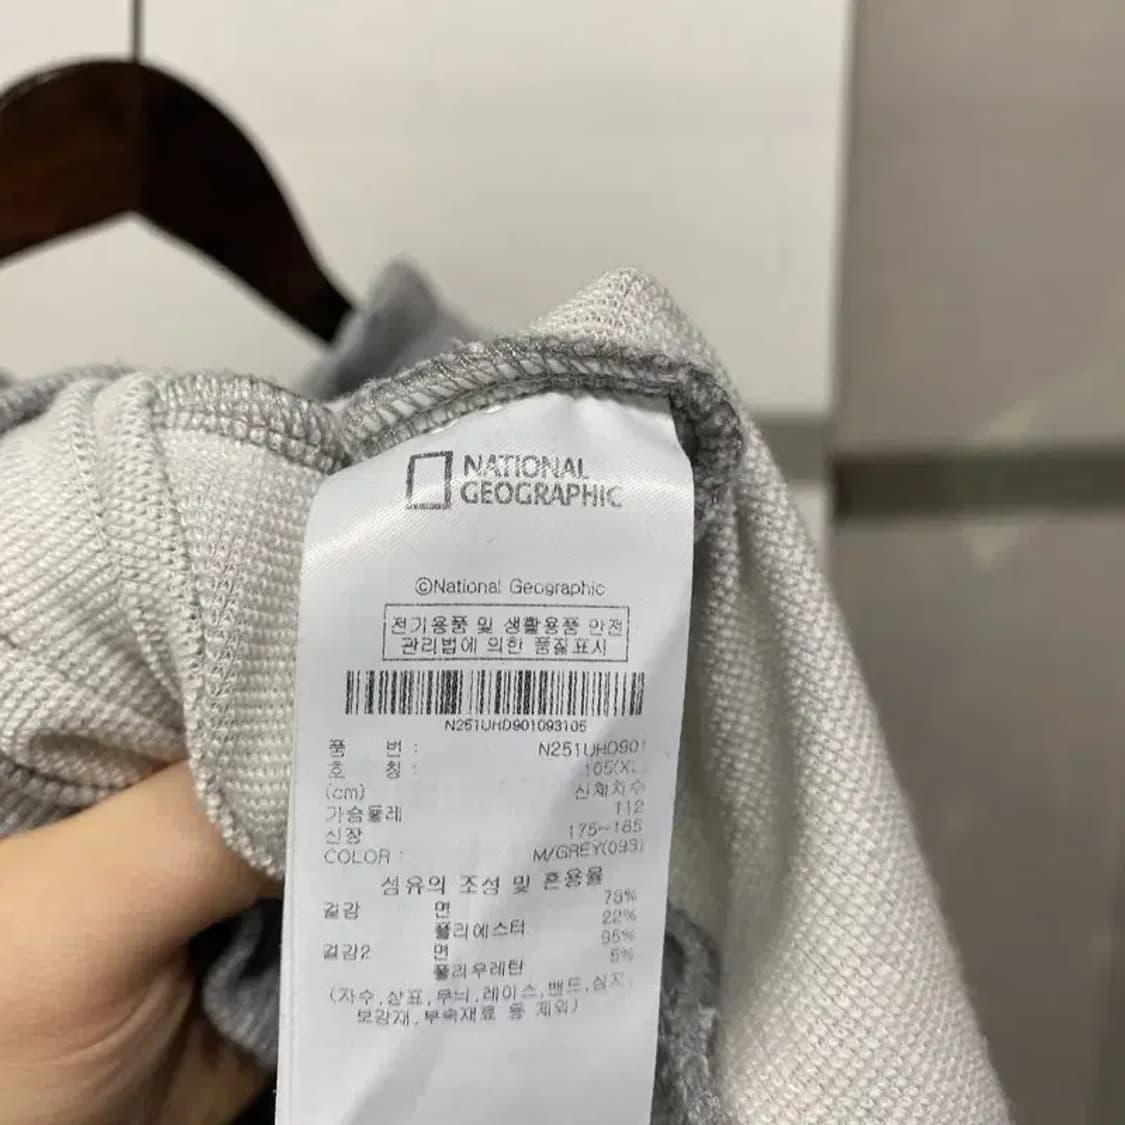 NATIONAL
GEOGRAPHIC
©National Geographic
전기용품 및 생활용품 안전
관리법에 의한 품질표시
N251UHD901093105
품 번 : N251UHD901
호 칭 : 105(XL)
(cm) 신체치수
가슴둘레 112
신장 175~185
COLOR : M/GREY(093)
섬유의 조성 및 혼용율
겉감 면 78%
폴리에스터 22%
겉감2 면 95%
폴리우레탄 5%
(자수,상표,무늬,레이스,밴드,심지,
보강재,부속재료 등 제외)